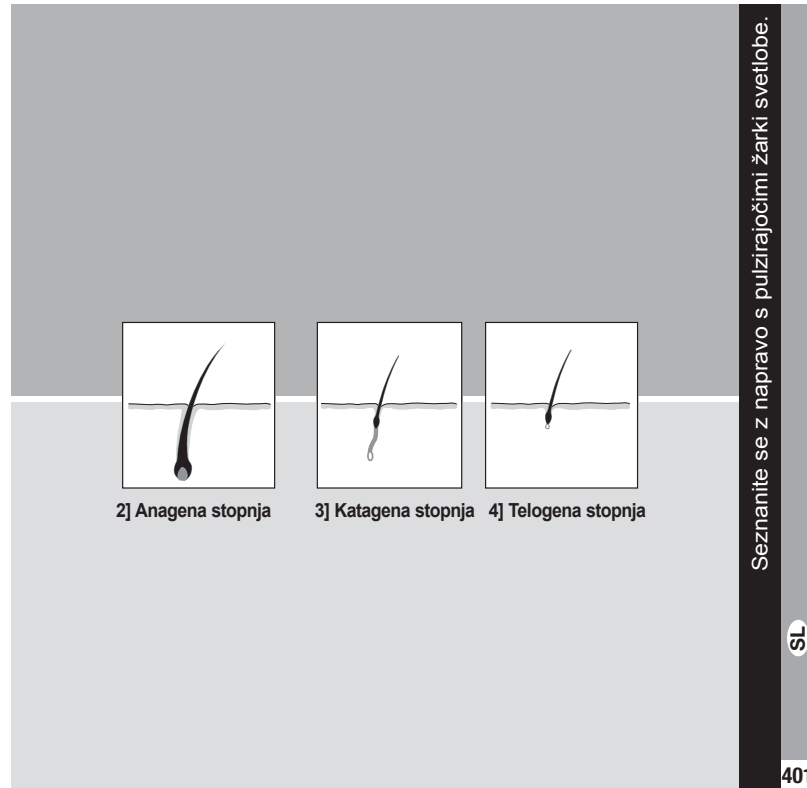 2] Anagena stopnja
3] Katagena stopnja
4] Telogena stopnja
Seznanite se z napravo s pulzirajočimi žarki svetlobe.
SL
401